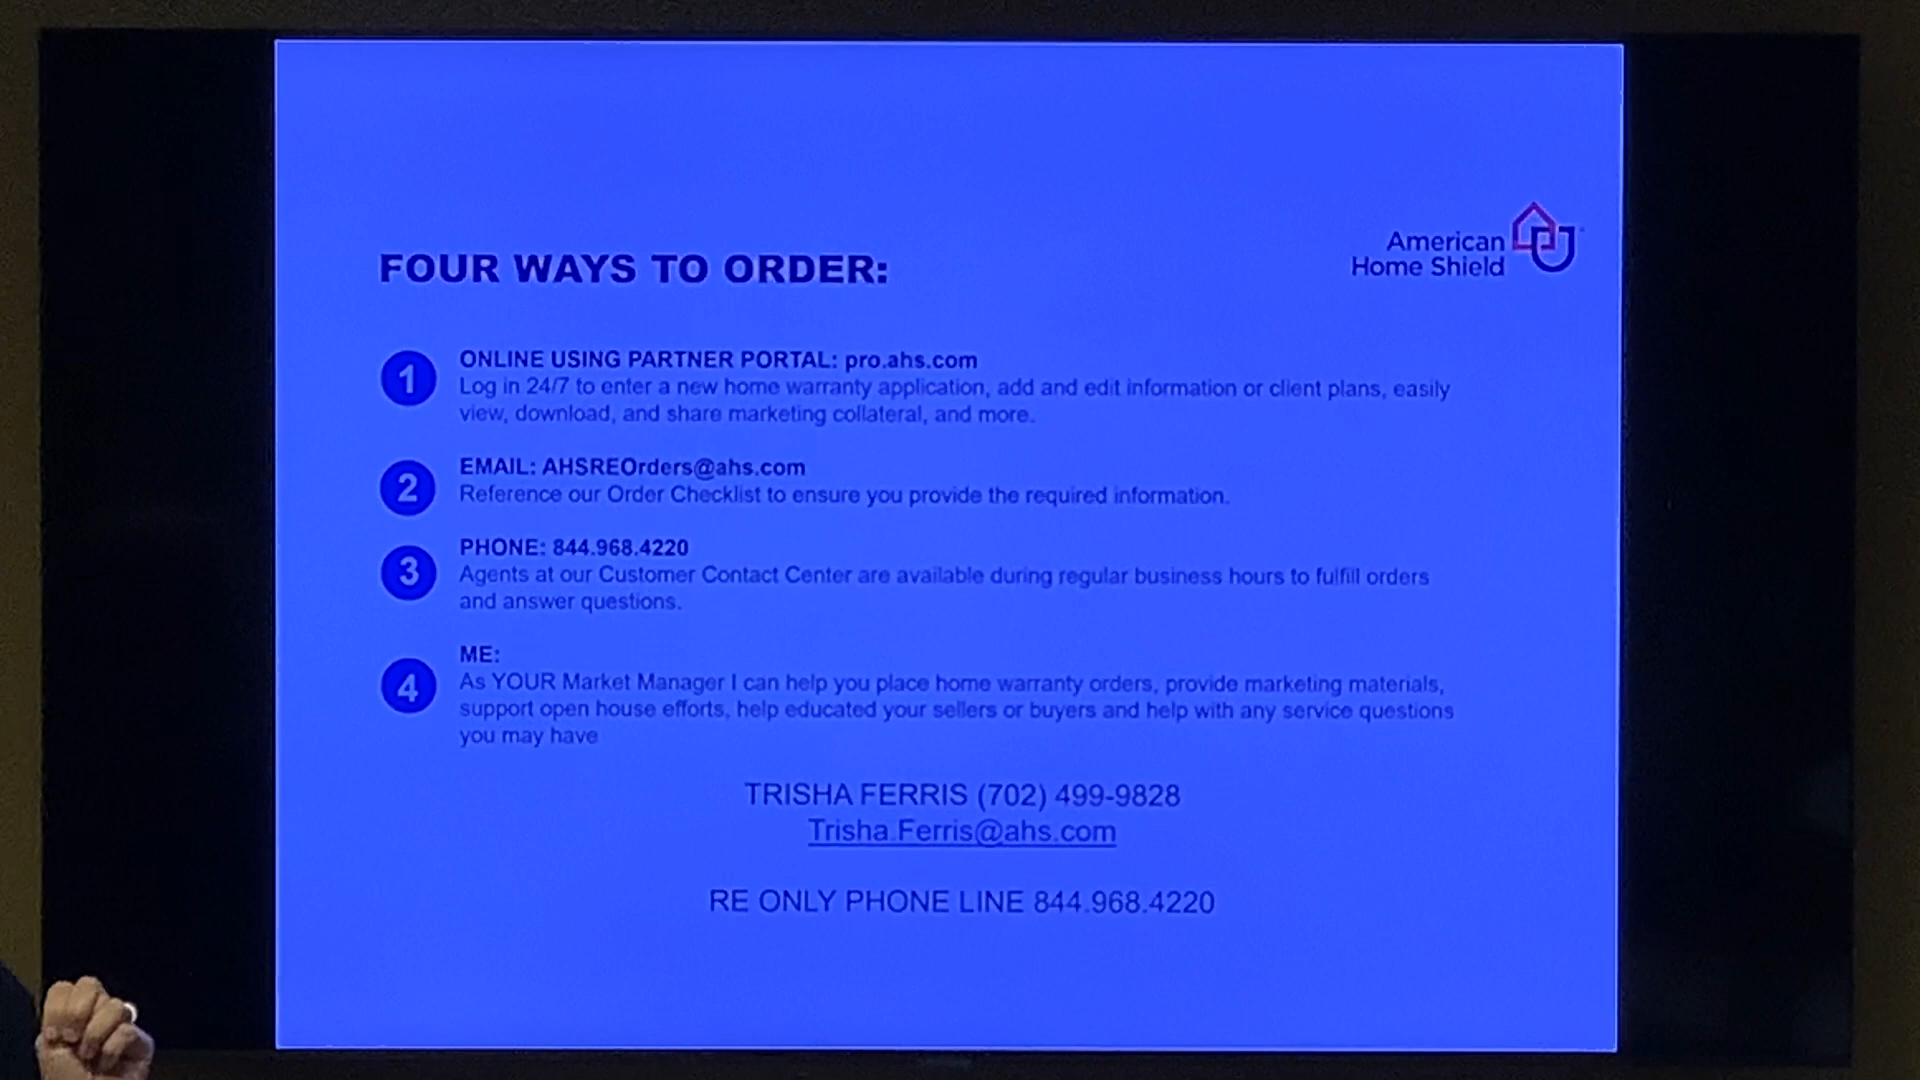 American
Home Shield
FOUR WAYS TO ORDER:
1
ONLINE USING PARTNER PORTAL: pro.ahs.com
Log in 24/7 to enter a new home warranty application, add and edit information or client plans, easily
view, download, and share marketing collateral, and more.
2
EMAIL: AHSREOrders@ahs.com
Reference our Order Checklist to ensure you provide the required information.
3
PHONE: 844.968.4220
Agents at our Customer Contact Center are available during regular business hours to fulfill orders
and answer questions.
4
ME:
As YOUR Market Manager I can help you place home warranty orders, provide marketing materials,
support open house efforts, help educated your sellers or buyers and help with any service questions
you may have
TRISHA FERRIS (702) 499-9828
Trisha.Ferris@ahs.com
RE ONLY PHONE LINE 844.968.4220